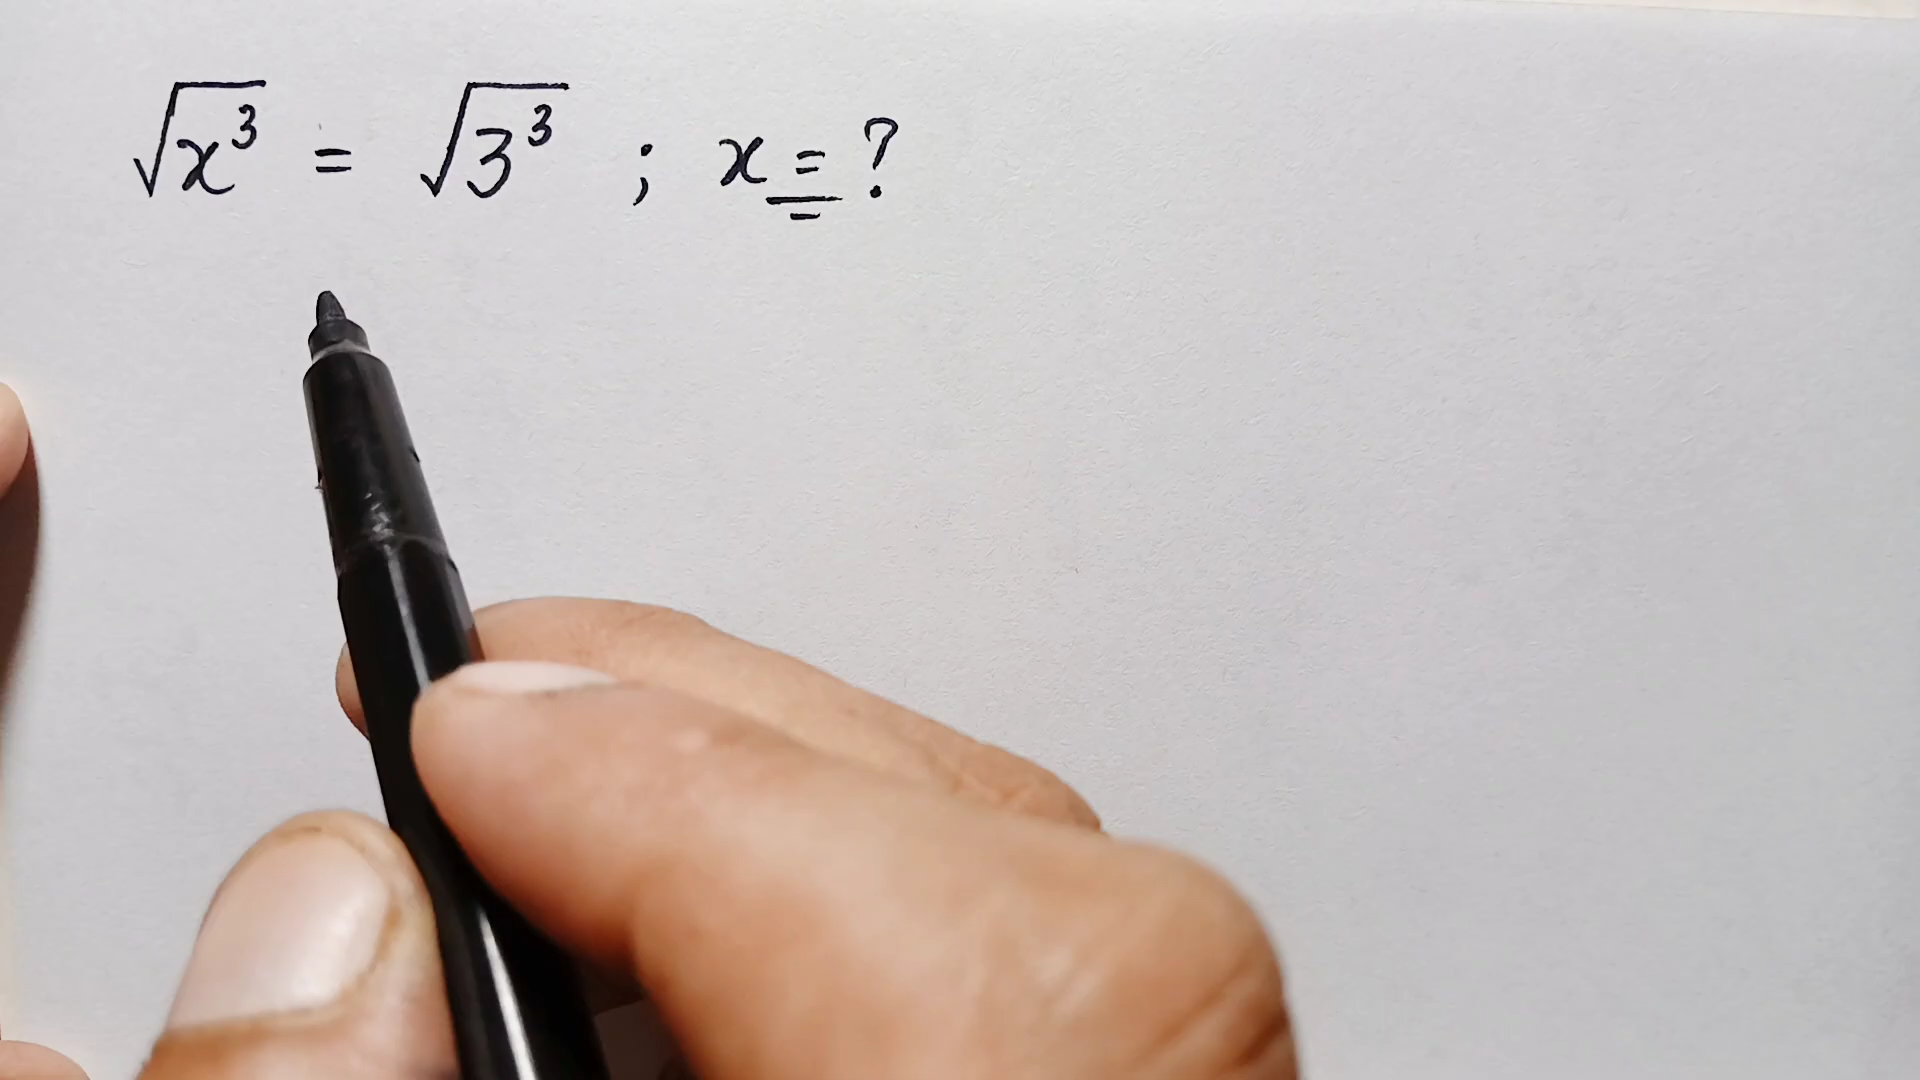 √x³ = √3³ ; x = ?